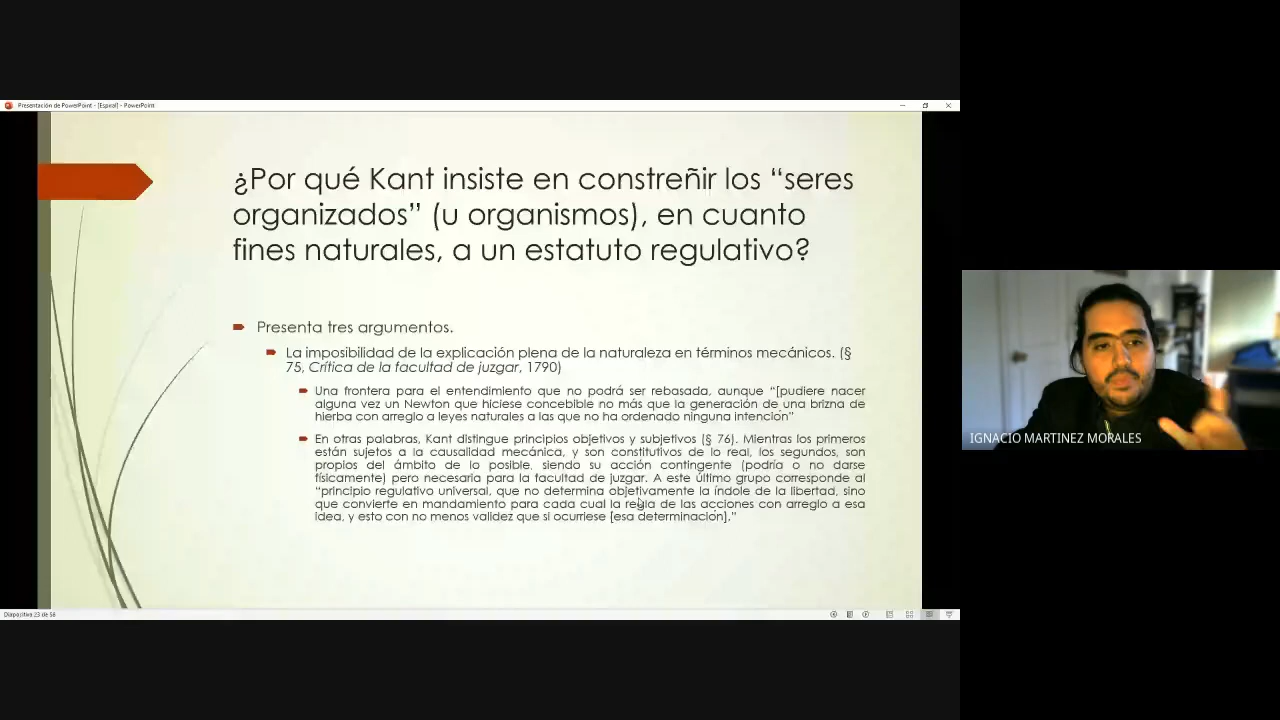 Presentación de PowerPoint - [Espiral] - PowerPoint
¿Por qué Kant insiste en constreñir los “seres
organizados” (u organismos), en cuanto
fines naturales, a un estatuto regulativo?
Presenta tres argumentos.
La imposibilidad de la explicación plena de la naturaleza en términos mecánicos. (§
75, Crítica de la facultad de juzgar, 1790)
Una frontera para el entendimiento que no podrá ser rebasada, aunque “[pudiere nacer
alguna vez un Newton que hiciese concebible no más que la generación de una brizna de
hierba con arreglo a leyes naturales a las que no ha ordenado ninguna intención”
En otras palabras, Kant distingue principios objetivos y subjetivos (§ 76). Mientras los primeros
están sujetos a la causalidad mecánica, y son constitutivos de lo real, los segundos, son
propios del ámbito de lo posible, siendo su acción contingente (podría o no darse
físicamente) pero necesaria para la facultad de juzgar. A este último grupo corresponde al
“principio regulativo universal, que no determina objetivamente la índole de la libertad, sino
que convierte en mandamiento para cada cual la regla de las acciones con arreglo a esa
idea, y esto con no menos validez que si ocurriese [esa determinación].”
IGNACIO MARTINEZ MORALES
Diapositiva 23 de 56